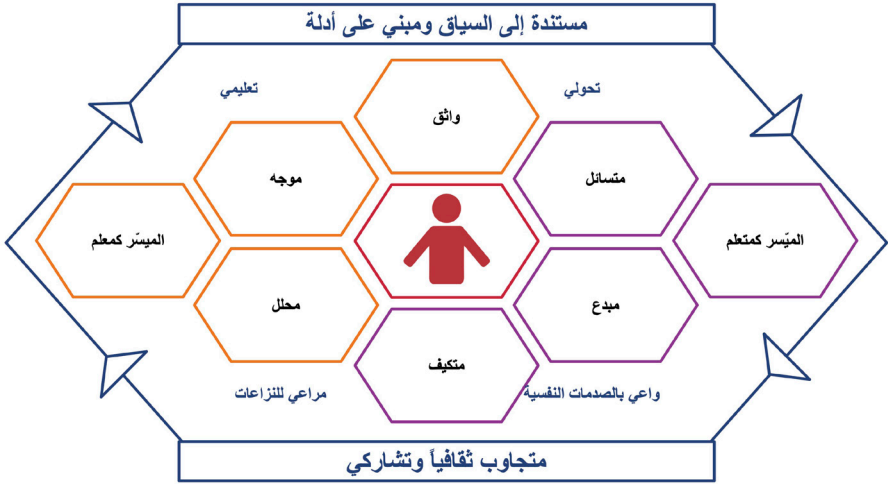 مستندة إلى السياق ومبني على أدلة
تحولي
تعليمي
واثق
متسائل
موجه
الميّسر كمتعلم
الميسّر كمعلم
مبدع
محلل
متكيف
واعي بالصدمات النفسية
مراعي للنزاعات
متجاوب ثقافياً وتشاركي